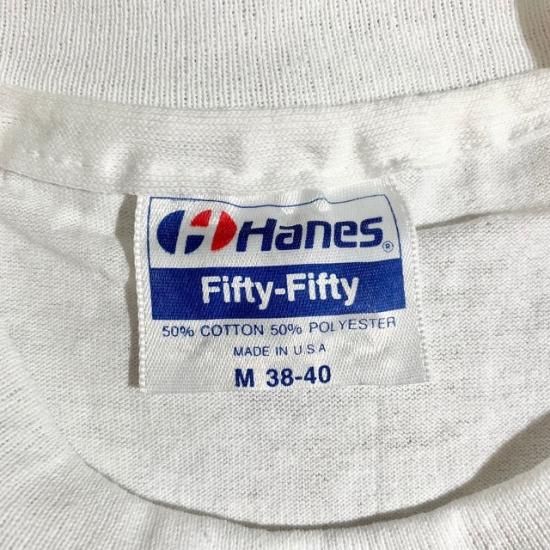 Hanes®
Fifty-Fifty
50% COTTON 50% POLYESTER
MADE IN U.S.A
M 38-40